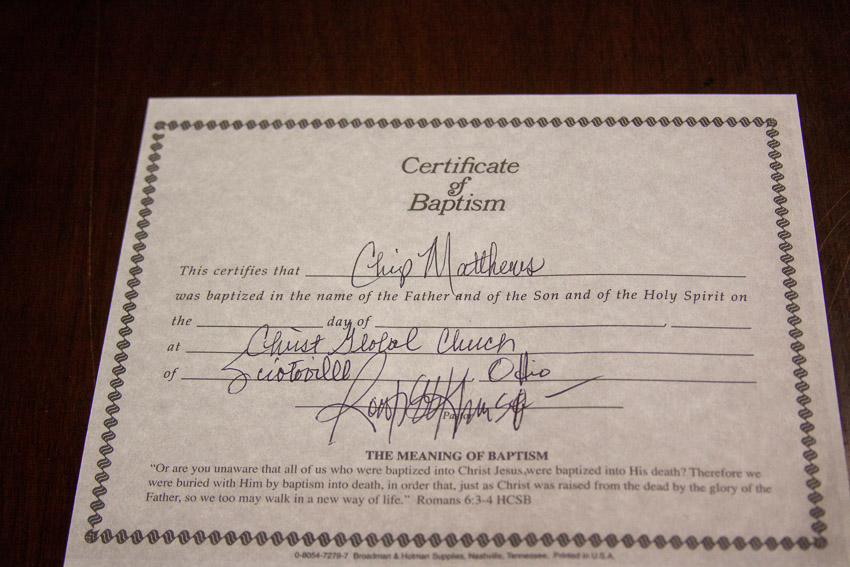 Certificate
of
Baptism
This certifies that Chip Matthews
was baptized in the name of the Father and of the Son and of the Holy Spirit on
the day of ,
at Christ Global Church
of Sciotoville , Ohio
Pastor
THE MEANING OF BAPTISM
“Or are you unaware that all of us who were baptized into Christ Jesus,were baptized into His death? Therefore we
were buried with Him by baptism into death, in order that, just as Christ was raised from the dead by the glory of the
Father, so we too may walk in a new way of life.” Romans 6:3-4 HCSB
0-8054-7279-7 Broadman & Holman Supplies, Nashville, Tennessee. Printed in U.S.A.